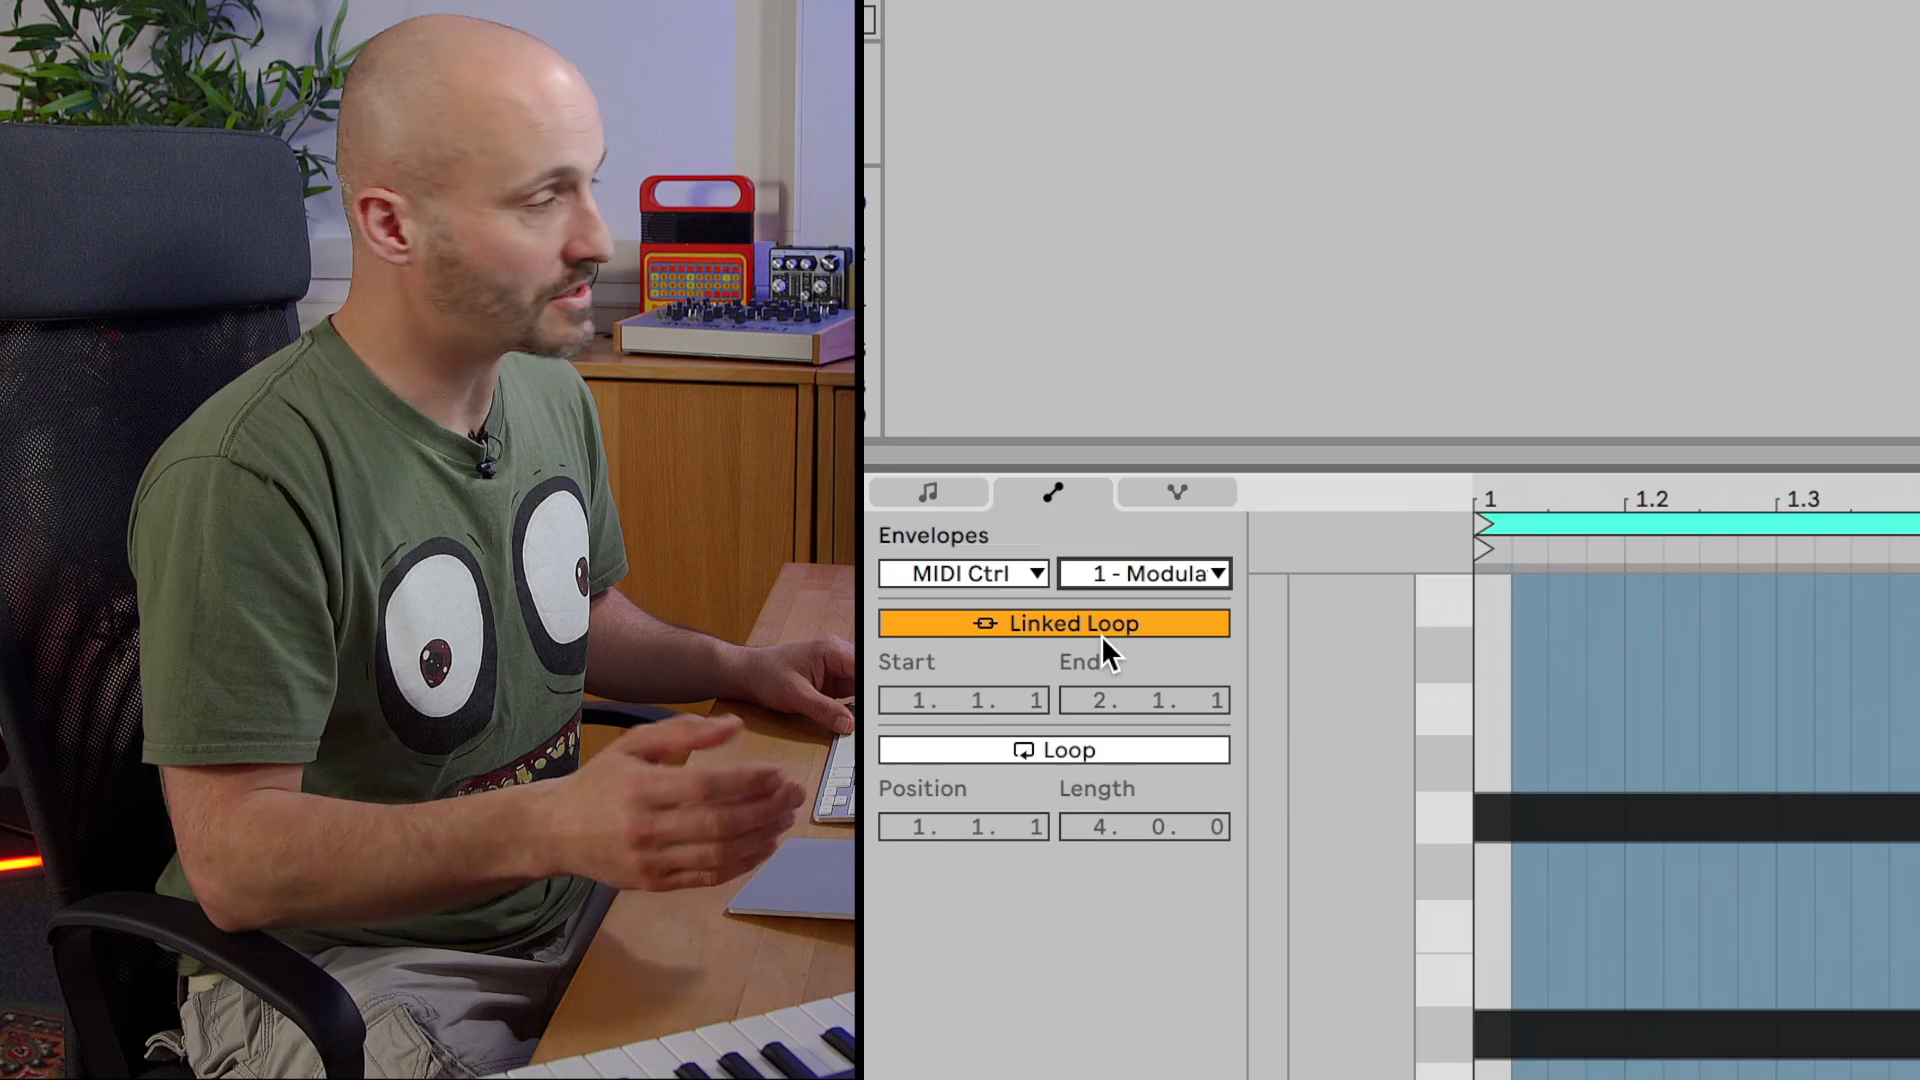 1 1.2 1.3
Envelopes
MIDI Ctrl 1 - Modula
Linked Loop
Start End
1. 1. 1 2. 1. 1
Loop
Position Length
1. 1. 1 4. 0. 0